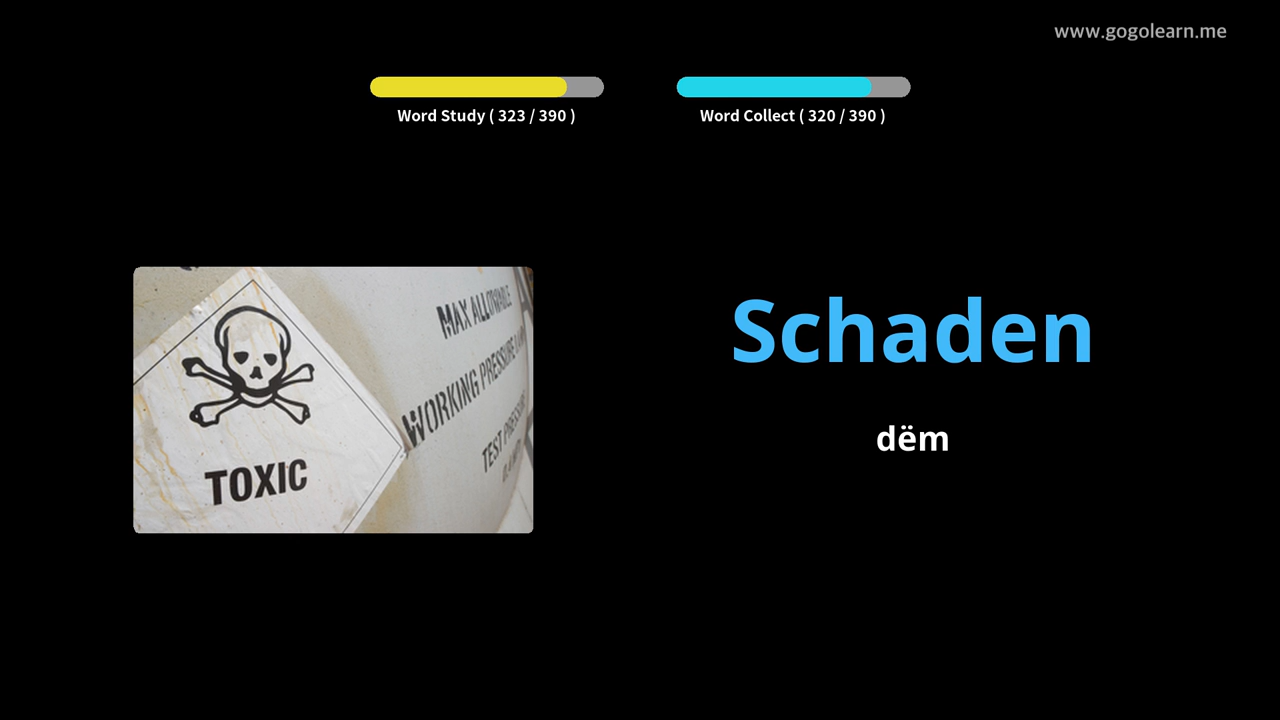 www.gogolearn.me
Word Study ( 323 / 390 )
Word Collect ( 320 / 390 )
MAX ALLOWABLE
WORKING PRESSURE
TEST PRESSURE
TOXIC
Schaden
dëm